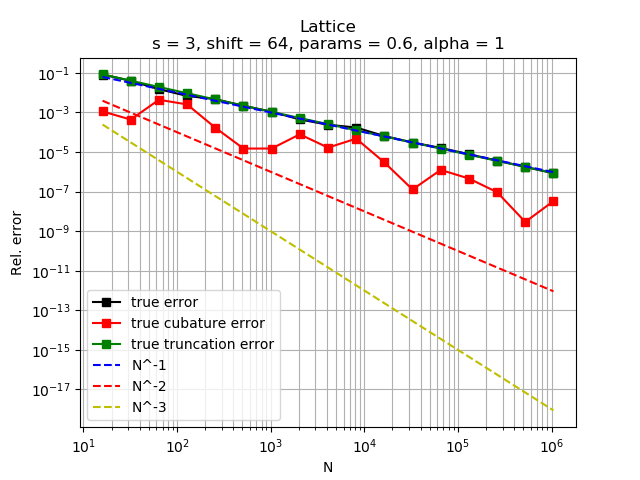 Lattice
s = 3, shift = 64, params = 0.6, alpha = 1
Rel. error
10^−1
10^−3
10^−5
10^−7
10^−9
10^−11
10^−13
10^−15
10^−17
true error
true cubature error
true truncation error
N^-1
N^-2
N^-3
10^1 10^2 10^3 10^4 10^5 10^6
N